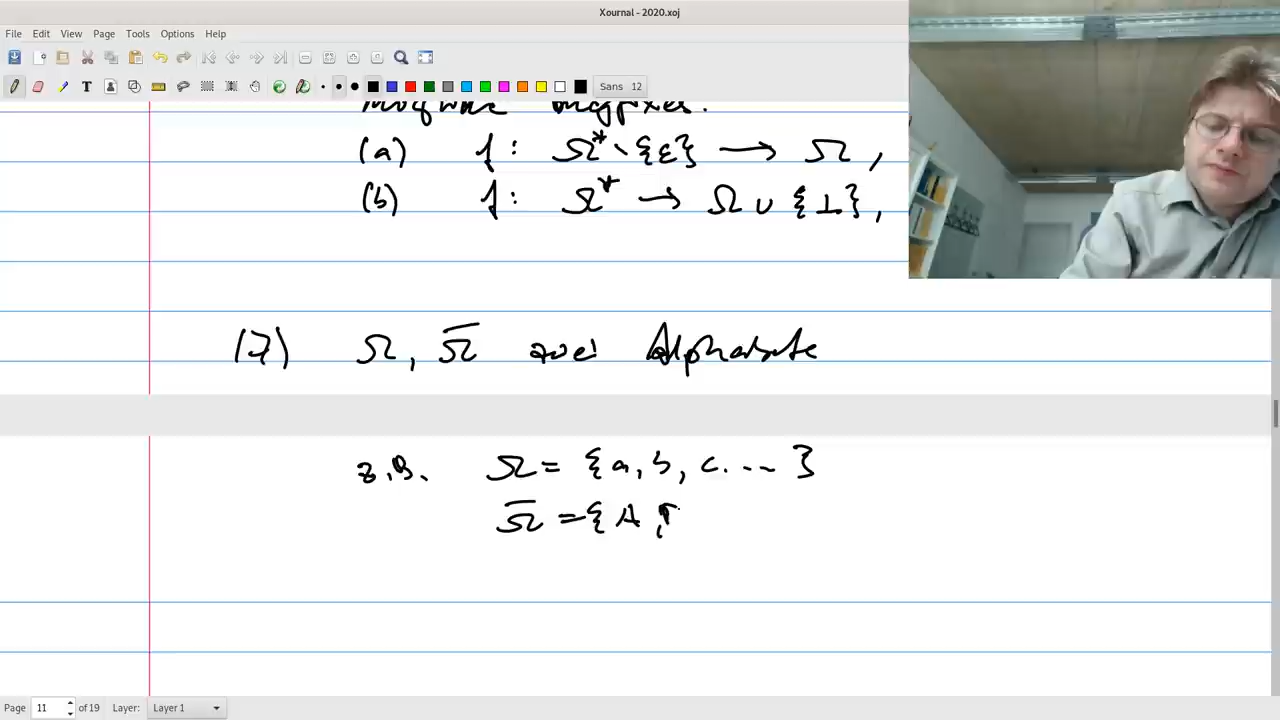 Xournal - 2020.xoj
File Edit View Page Tools Options Help
Sans 12
(a) f : Ω* \ {ε} → Ω ,
(b) f : Ω* → Ω ∪ {⊥} ,
(7) Ω, Ω̅ zwei Alphabete
z.B. Ω = {a, b, c. ... }
Ω̅ = { A ,
Page 11 of 19 Layer: Layer 1